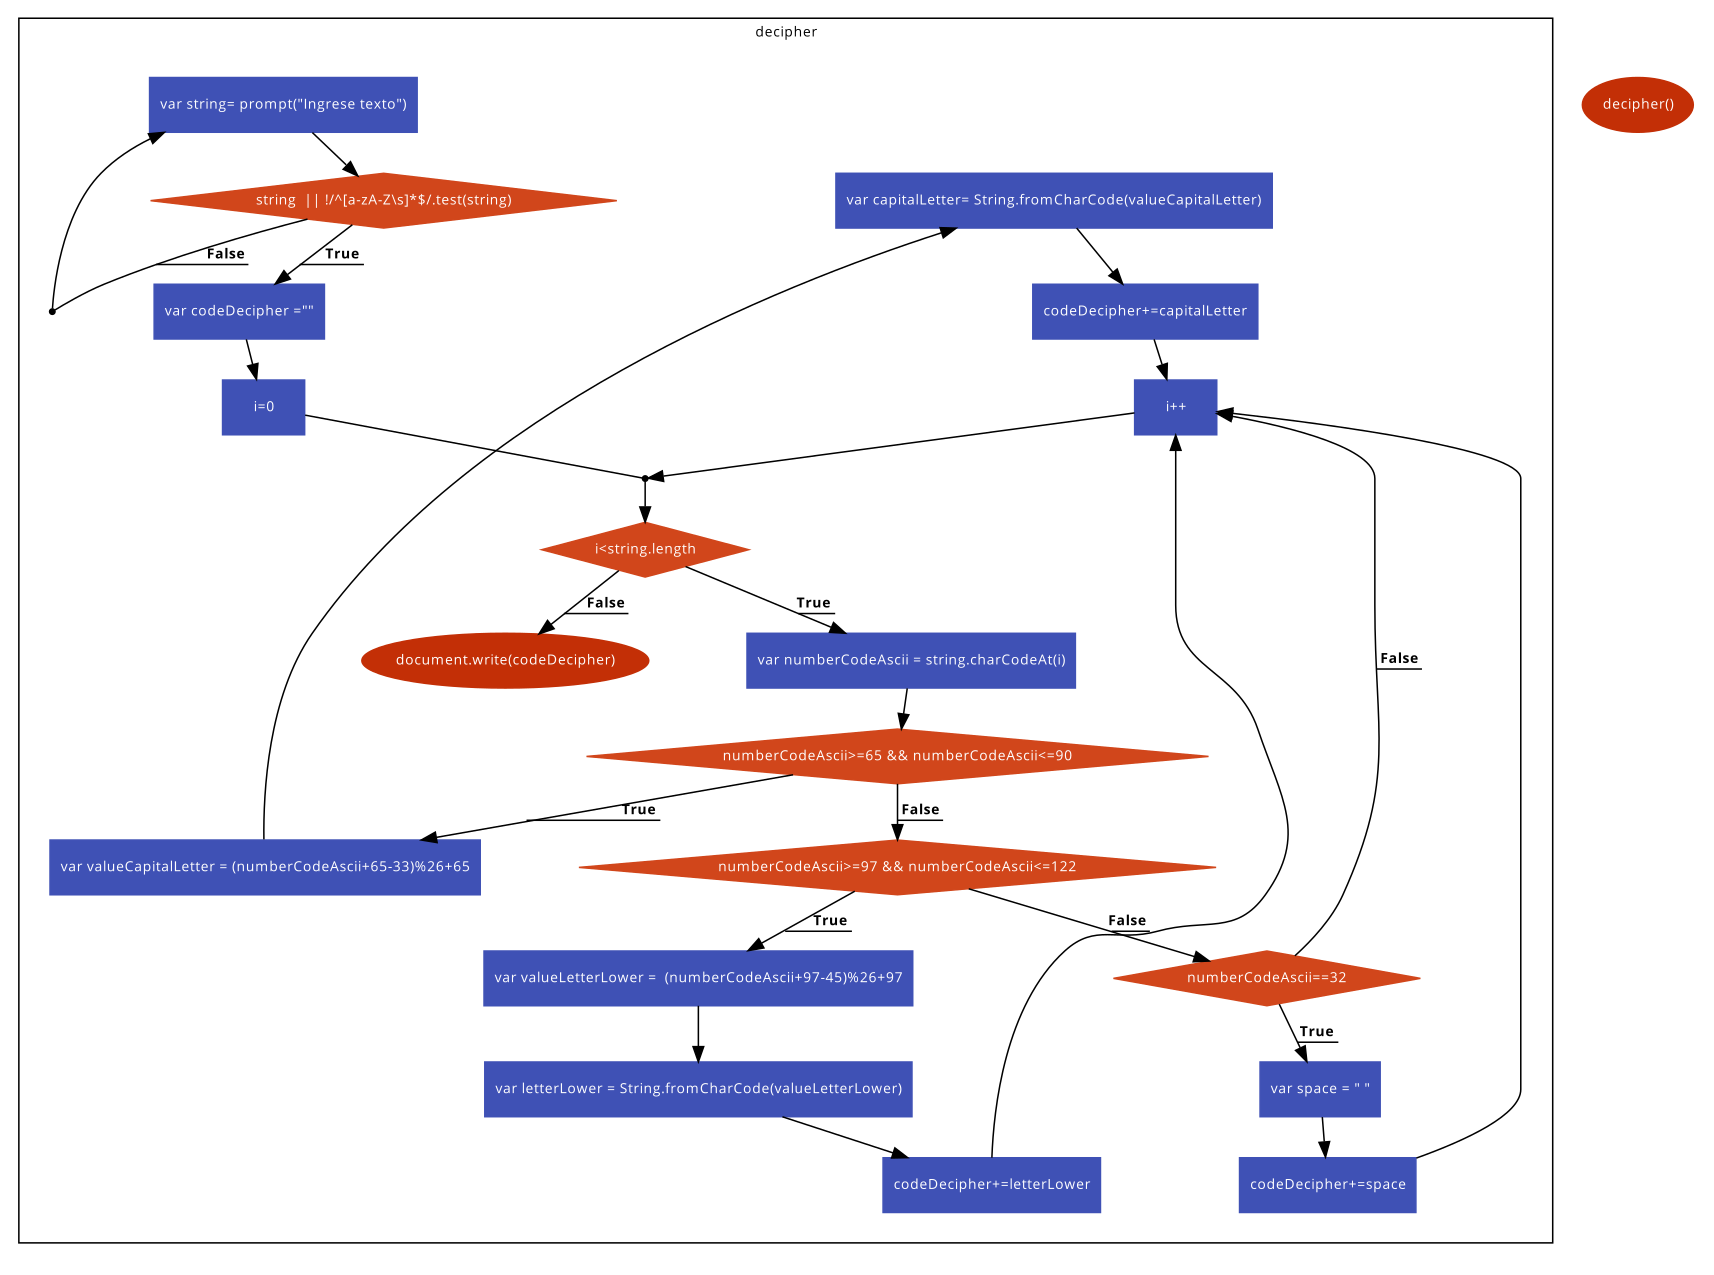 decipher
var string= prompt("Ingrese texto")
decipher()
string  || !/^[a-zA-Z\s]*$/.test(string)
var capitalLetter= String.fromCharCode(valueCapitalLetter)
False
True
var codeDecipher =""
codeDecipher+=capitalLetter
i=0
i++
i<string.length
False
True
document.write(codeDecipher)
var numberCodeAscii = string.charCodeAt(i)
False
numberCodeAscii>=65 && numberCodeAscii<=90
True
False
var valueCapitalLetter = (numberCodeAscii+65-33)%26+65
numberCodeAscii>=97 && numberCodeAscii<=122
True
False
var valueLetterLower =  (numberCodeAscii+97-45)%26+97
numberCodeAscii==32
True
var letterLower = String.fromCharCode(valueLetterLower)
var space = " "
codeDecipher+=letterLower
codeDecipher+=space